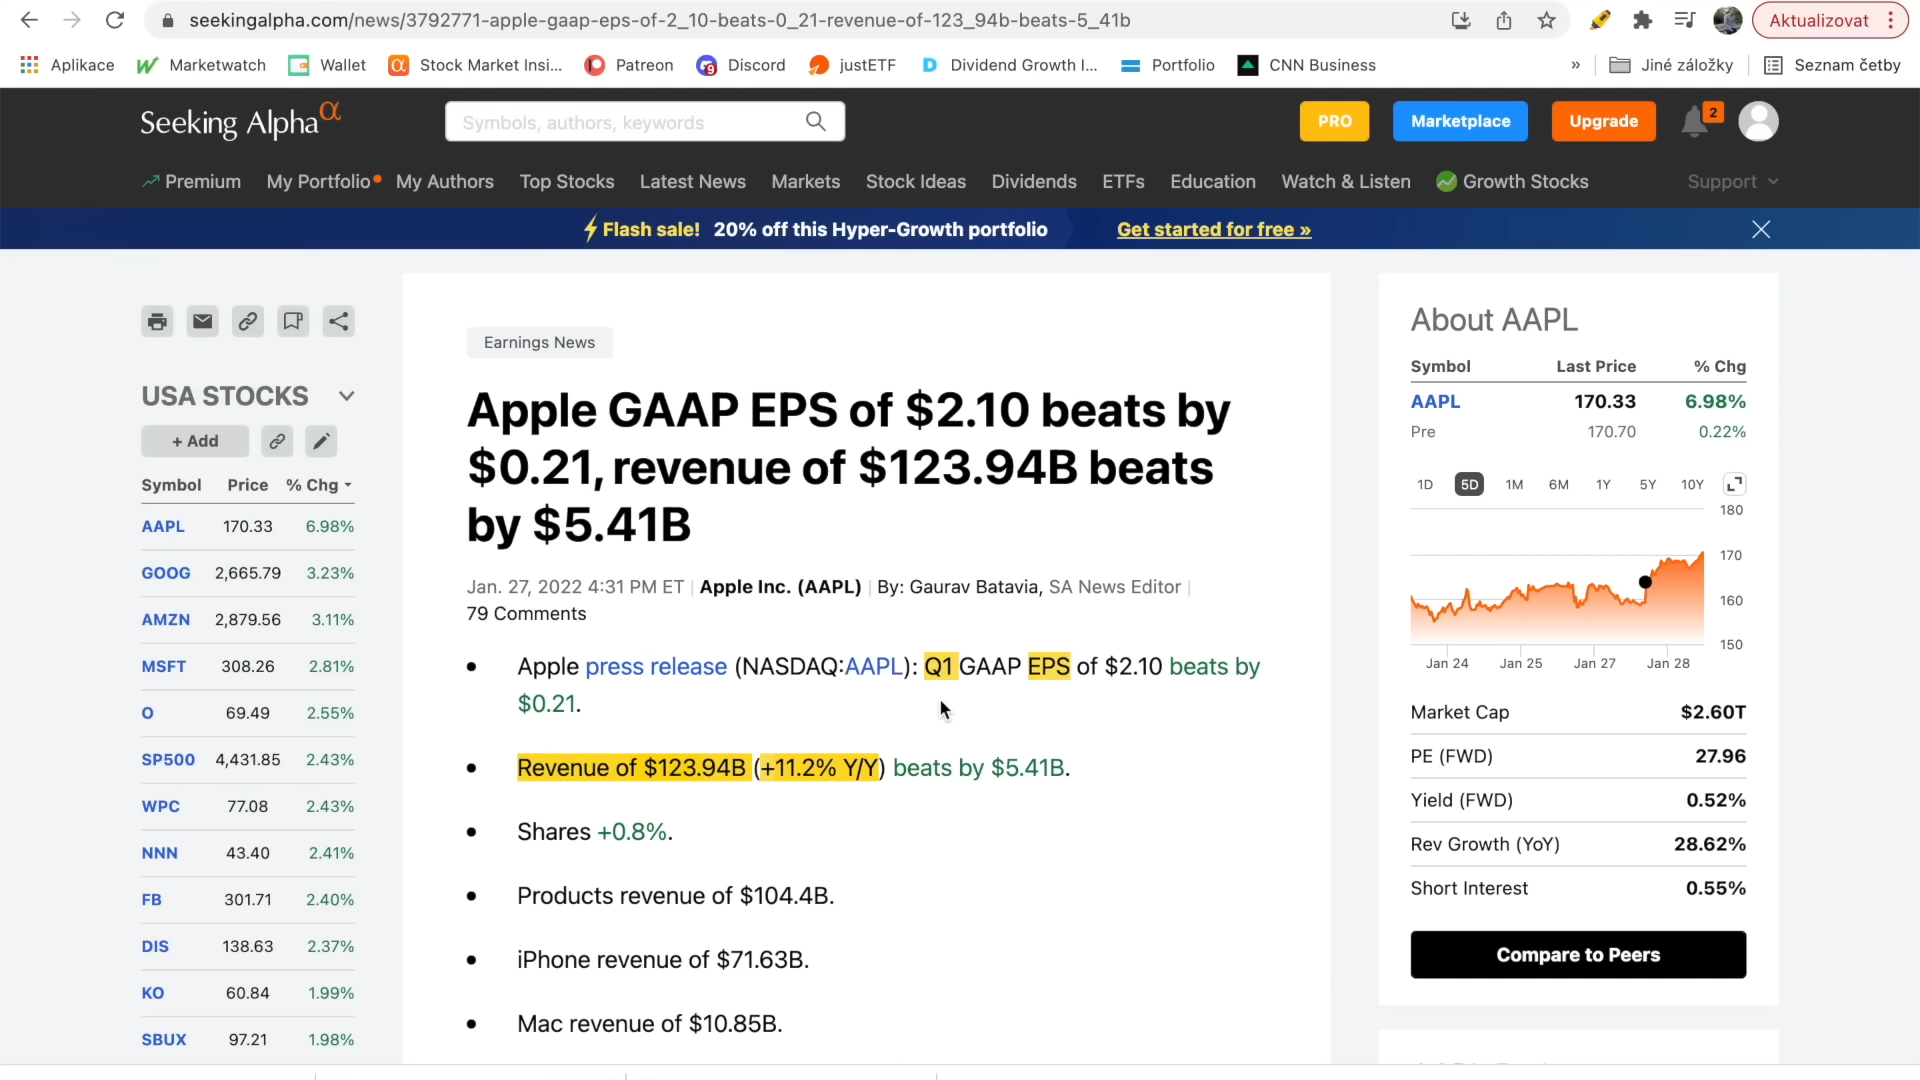 seekingalpha.com/news/3792771-apple-gaap-eps-of-2_10-beats-0_21-revenue-of-123_94b-beats-5_41b
Aktualizovat
Aplikace Marketwatch Wallet Stock Market Insi... Patreon Discord justETF Dividend Growth I... Portfolio CNN Business » Jiné záložky Seznam četby
Seeking Alpha α
Symbols, authors, keywords
PRO Marketplace Upgrade 2
Premium My Portfolio My Authors Top Stocks Latest News Markets Stock Ideas Dividends ETFs Education Watch & Listen Growth Stocks Support
Flash sale! 20% off this Hyper-Growth portfolio Get started for free »
USA STOCKS
+ Add
Symbol Price % Chg
AAPL 170.33 6.98%
GOOG 2,665.79 3.23%
AMZN 2,879.56 3.11%
MSFT 308.26 2.81%
O 69.49 2.55%
SP500 4,431.85 2.43%
WPC 77.08 2.43%
NNN 43.40 2.41%
FB 301.71 2.40%
DIS 138.63 2.37%
KO 60.84 1.99%
SBUX 97.21 1.98%
Earnings News
Apple GAAP EPS of $2.10 beats by
$0.21, revenue of $123.94B beats
by $5.41B
Jan. 27, 2022 4:31 PM ET | Apple Inc. (AAPL) | By: Gaurav Batavia, SA News Editor |
79 Comments
• Apple press release (NASDAQ:AAPL): Q1 GAAP EPS of $2.10 beats by
$0.21.
• Revenue of $123.94B (+11.2% Y/Y) beats by $5.41B.
• Shares +0.8%.
• Products revenue of $104.4B.
• iPhone revenue of $71.63B.
• Mac revenue of $10.85B.
About AAPL
Symbol Last Price % Chg
AAPL 170.33 6.98%
Pre 170.70 0.22%
1D 5D 1M 6M 1Y 5Y 10Y
180
170
160
150
Jan 24 Jan 25 Jan 27 Jan 28
Market Cap $2.60T
PE (FWD) 27.96
Yield (FWD) 0.52%
Rev Growth (YoY) 28.62%
Short Interest 0.55%
Compare to Peers